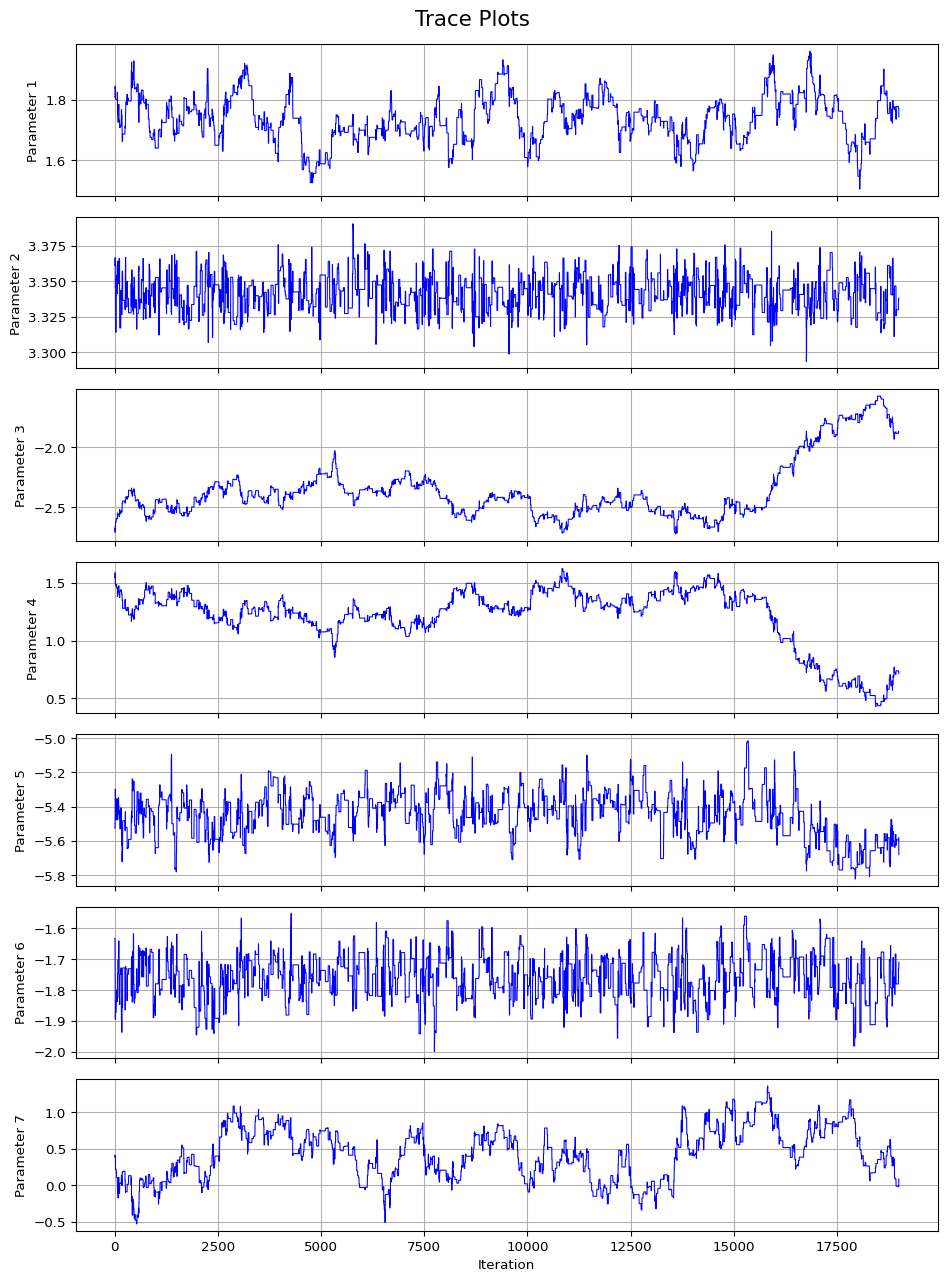 Trace Plots
Parameter 1
1.8
1.6
Parameter 2
3.375
3.350
3.325
3.300
Parameter 3
−2.0
−2.5
Parameter 4
1.5
1.0
0.5
Parameter 5
−5.0
−5.2
−5.4
−5.6
−5.8
Parameter 6
−1.6
−1.7
−1.8
−1.9
−2.0
Parameter 7
1.0
0.5
0.0
−0.5
0 2500 5000 7500 10000 12500 15000 17500
Iteration